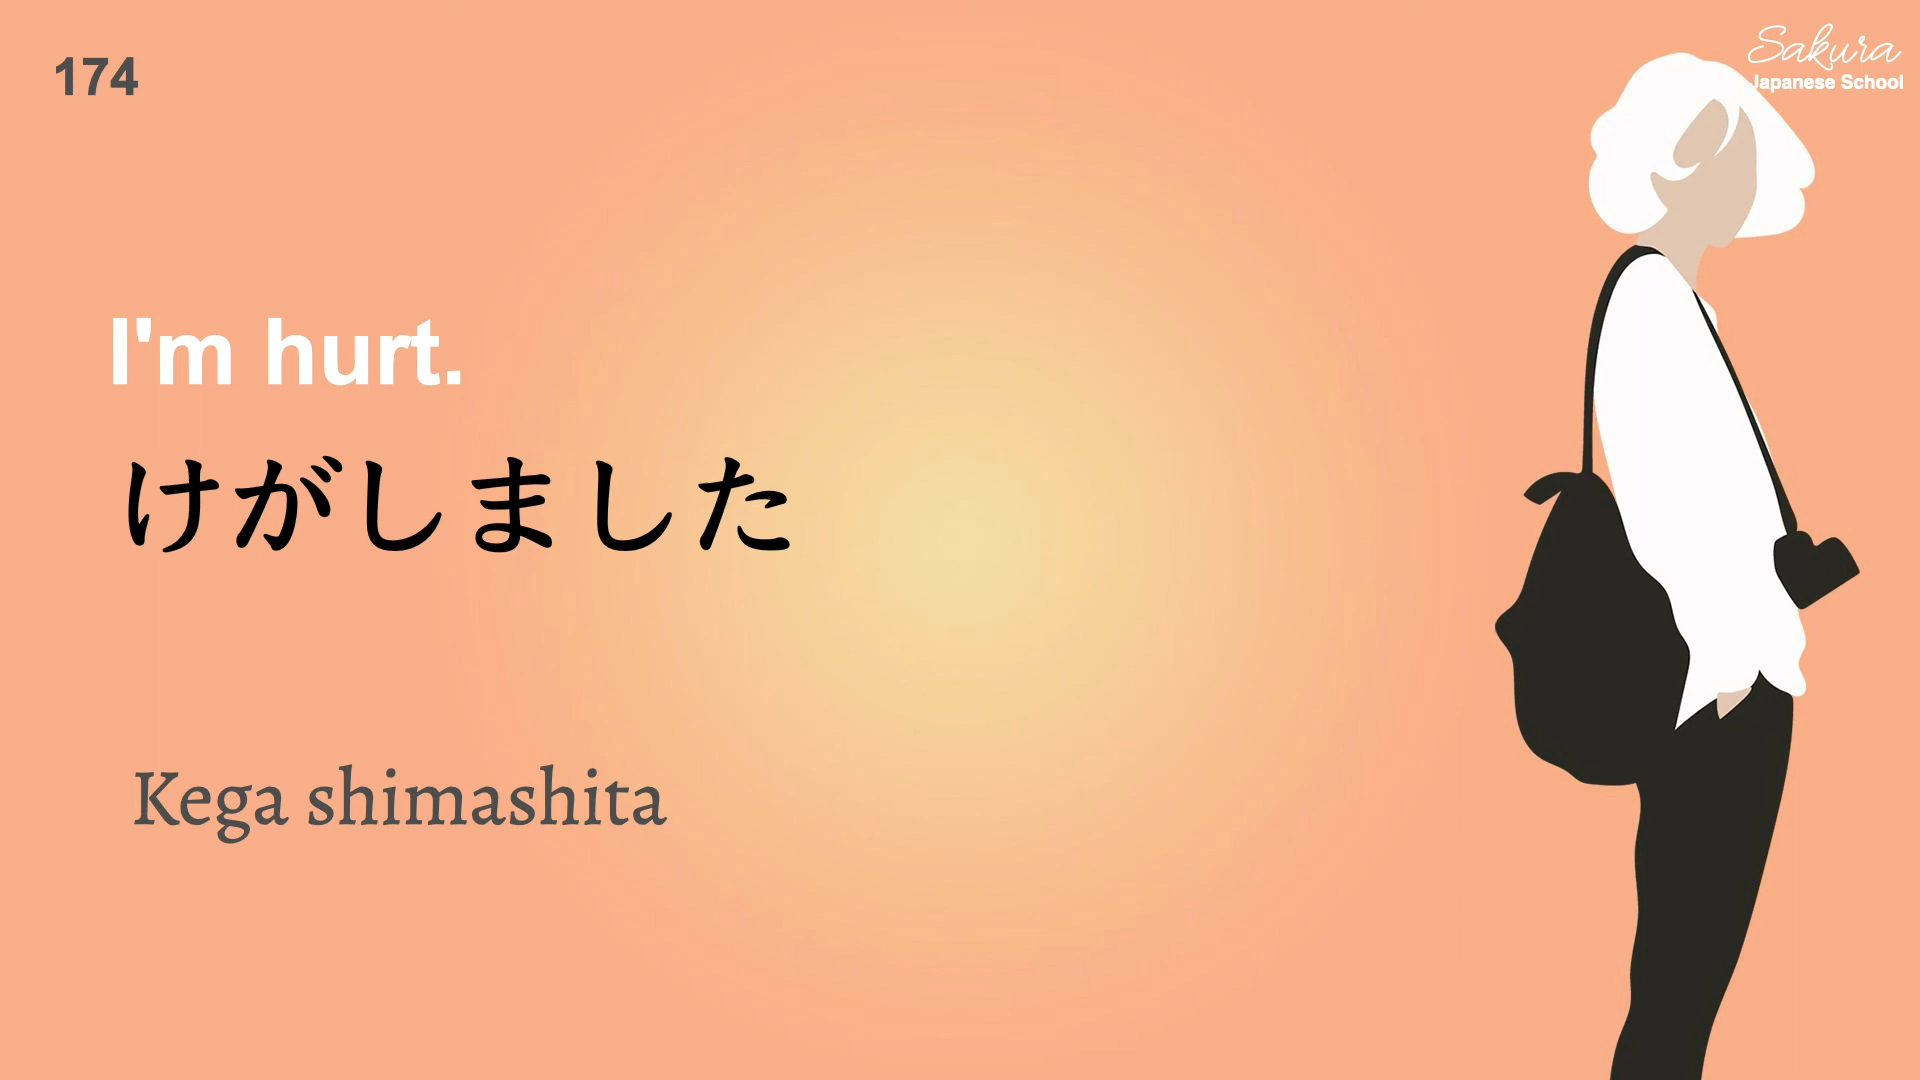 174
Sakura
Japanese School
I'm hurt.
けがしました
Kega shimashita